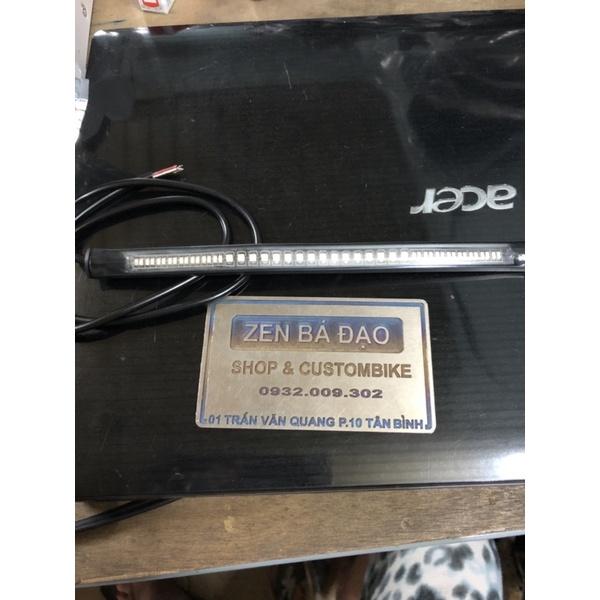 acer
ZEN BÁ ĐẠO
SHOP & CUSTOMBIKE
0932.009.302
01 TRẦN VĂN QUANG P.10 TÂN BÌNH